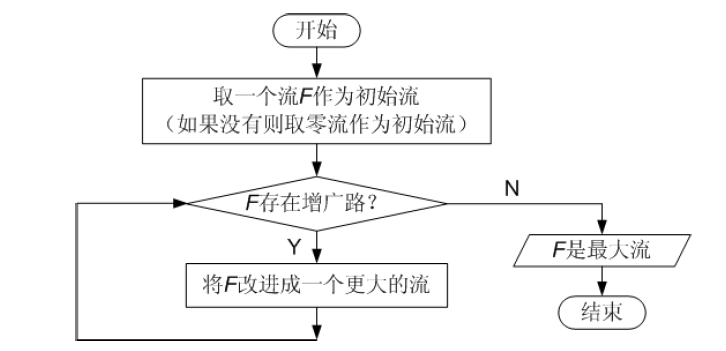 开始
取一个流F作为初始流
（如果没有则取零流作为初始流）
F存在增广路？
N
Y
F是最大流
将F改进成一个更大的流
结束